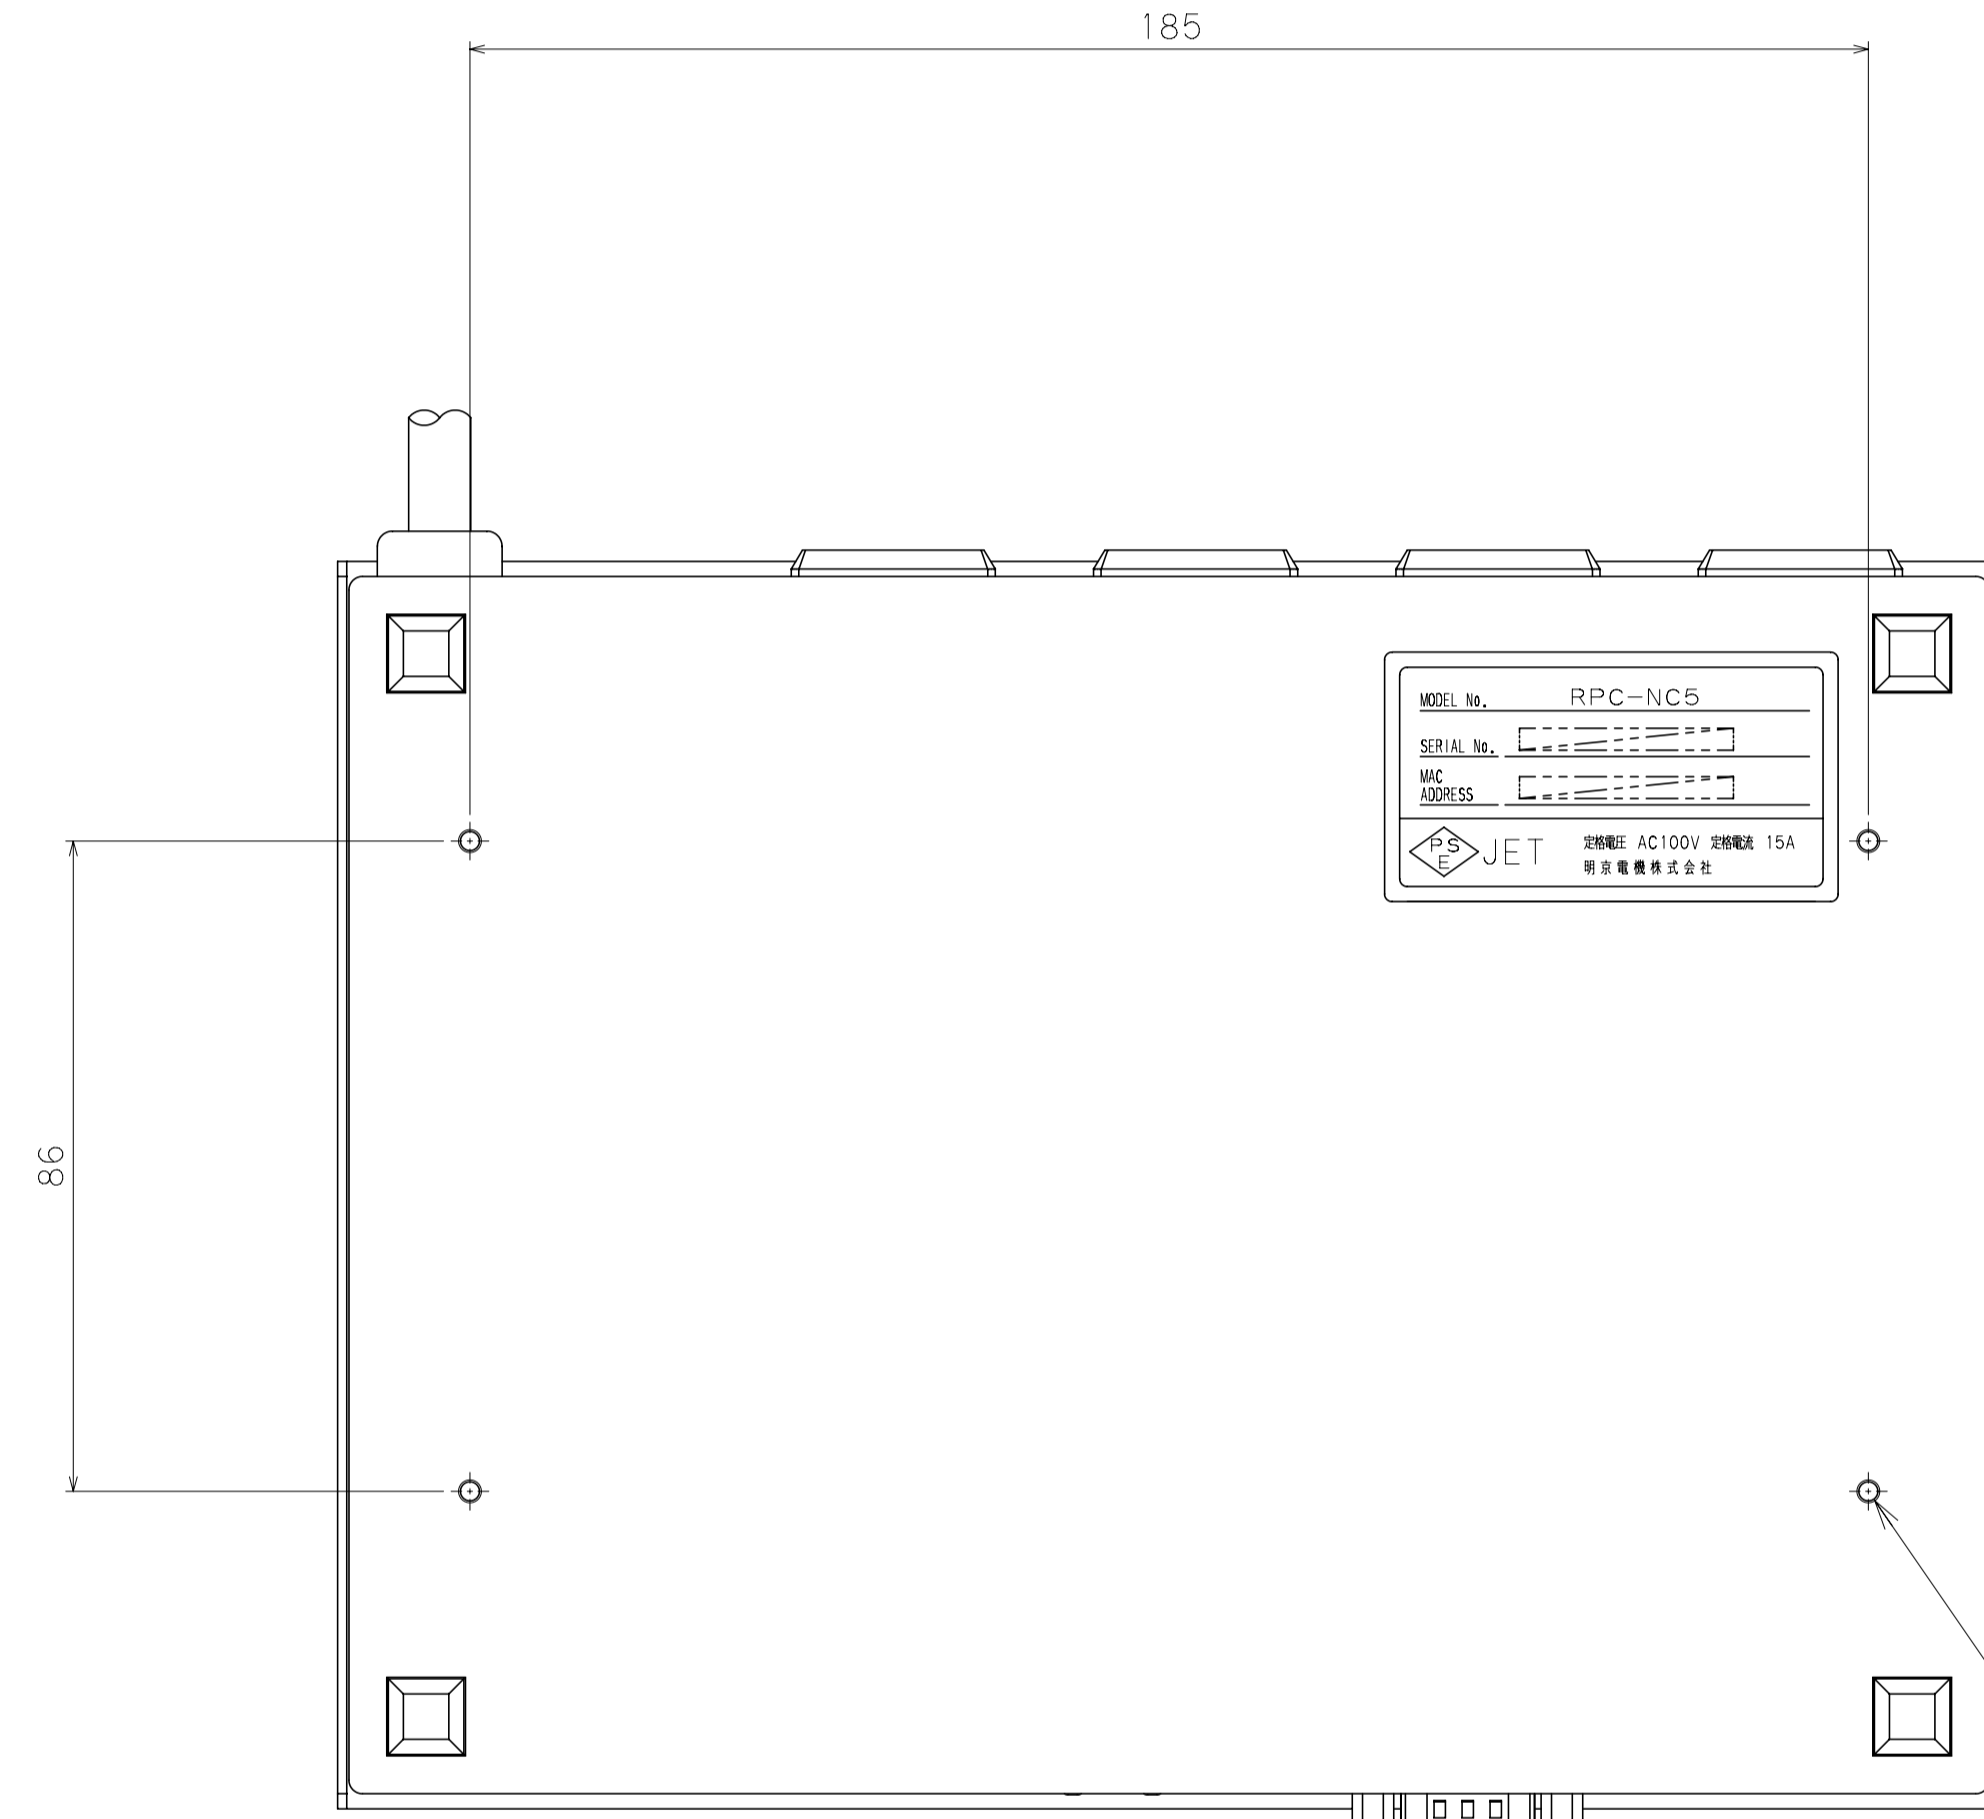 185
MODEL No. RPC-NC5
SERIAL No.
MAC
ADDRESS
PS
E
JET
定格電圧 AC100V 定格電流 15A
明京電機株式会社
86